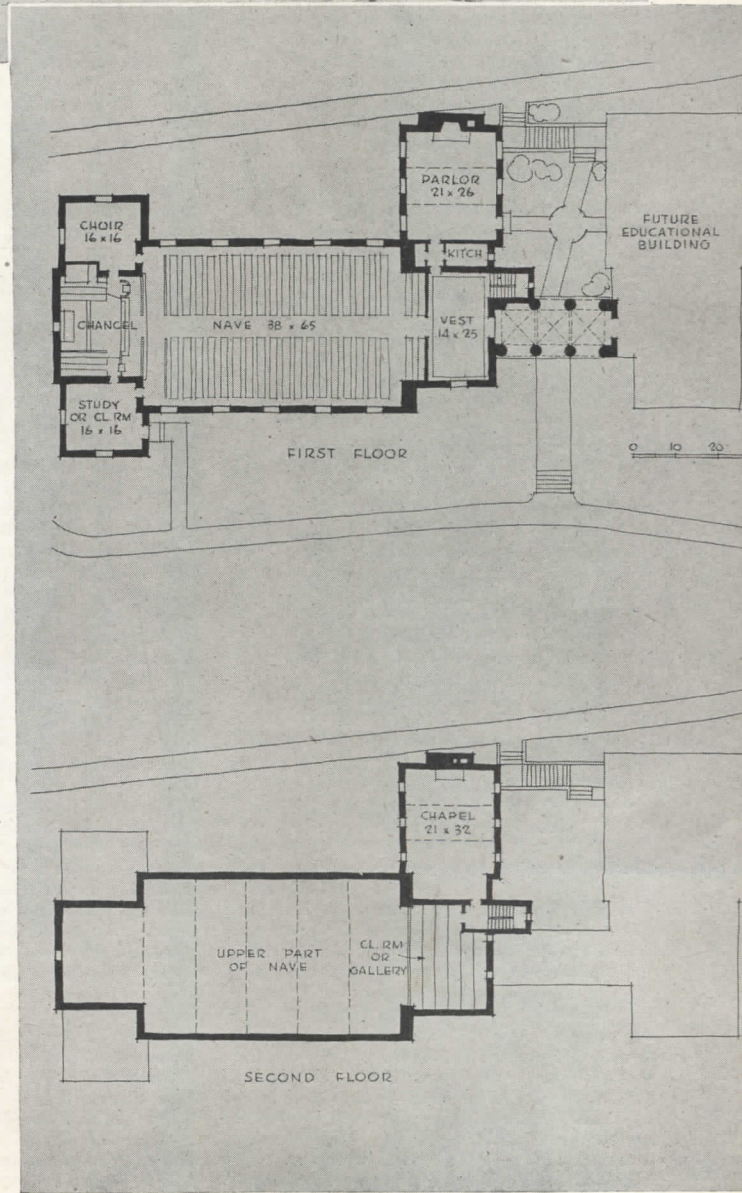 PARLOR
21 x 26
CHOIR
16 x 16
KITCH
FUTURE
EDUCATIONAL
BUILDING
CHANCEL
NAVE 38 x 65
VEST
14 x 25
STUDY
OR CL. RM
16 x 16
FIRST FLOOR
0 10 20
CHAPEL
21 x 32
UPPER PART
OF NAVE
CL. RM
OR
GALLERY
SECOND FLOOR